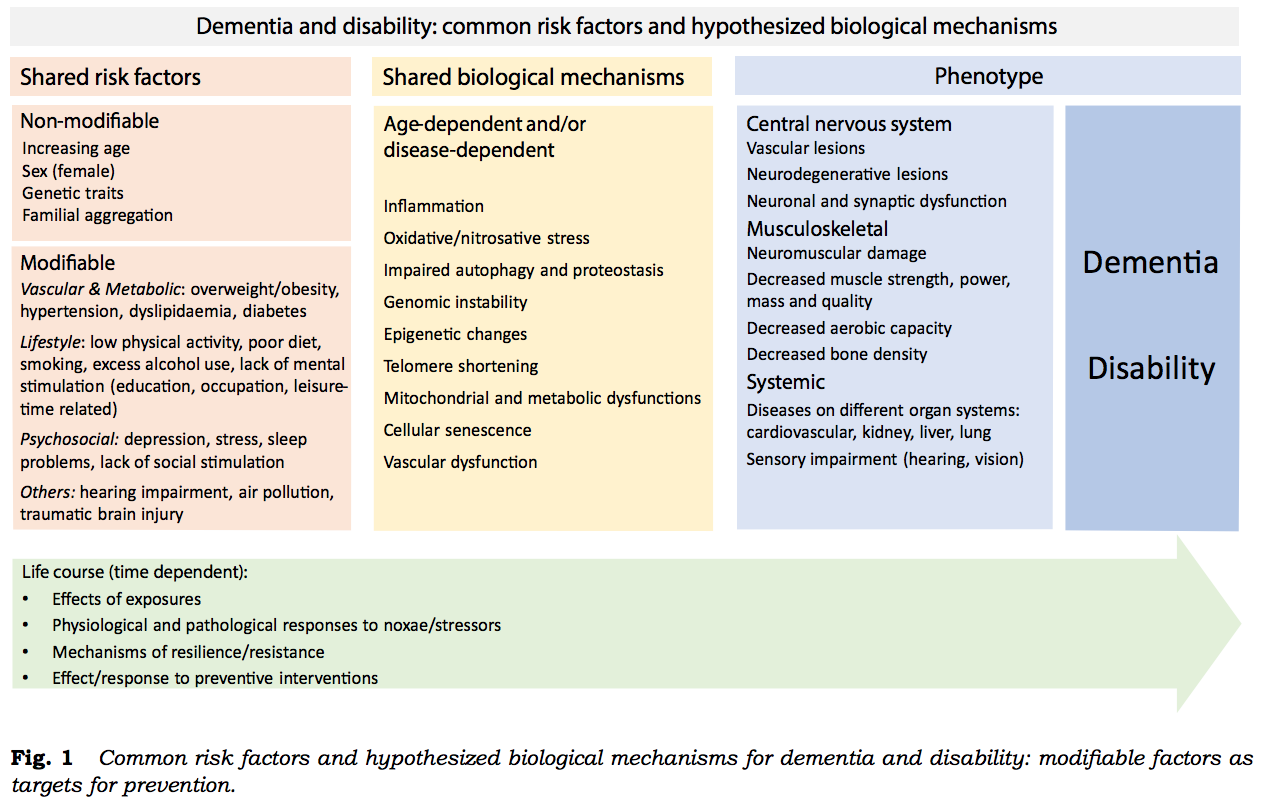 Dementia and disability: common risk factors and hypothesized biological mechanisms
Shared risk factors
Non-modifiable
Increasing age
Sex (female)
Genetic traits
Familial aggregation
Modifiable
Vascular & Metabolic: overweight/obesity,
hypertension, dyslipidaemia, diabetes
Lifestyle: low physical activity, poor diet,
smoking, excess alcohol use, lack of mental
stimulation (education, occupation, leisure-
time related)
Psychosocial: depression, stress, sleep
problems, lack of social stimulation
Others: hearing impairment, air pollution,
traumatic brain injury
Shared biological mechanisms
Age-dependent and/or
disease-dependent
Inflammation
Oxidative/nitrosative stress
Impaired autophagy and proteostasis
Genomic instability
Epigenetic changes
Telomere shortening
Mitochondrial and metabolic dysfunctions
Cellular senescence
Vascular dysfunction
Phenotype
Central nervous system
Vascular lesions
Neurodegenerative lesions
Neuronal and synaptic dysfunction
Musculoskeletal
Neuromuscular damage
Decreased muscle strength, power,
mass and quality
Decreased aerobic capacity
Decreased bone density
Systemic
Diseases on different organ systems:
cardiovascular, kidney, liver, lung
Sensory impairment (hearing, vision)
Dementia
Disability
Life course (time dependent):
• Effects of exposures
• Physiological and pathological responses to noxae/stressors
• Mechanisms of resilience/resistance
• Effect/response to preventive interventions
Fig. 1 Common risk factors and hypothesized biological mechanisms for dementia and disability: modifiable factors as
targets for prevention.